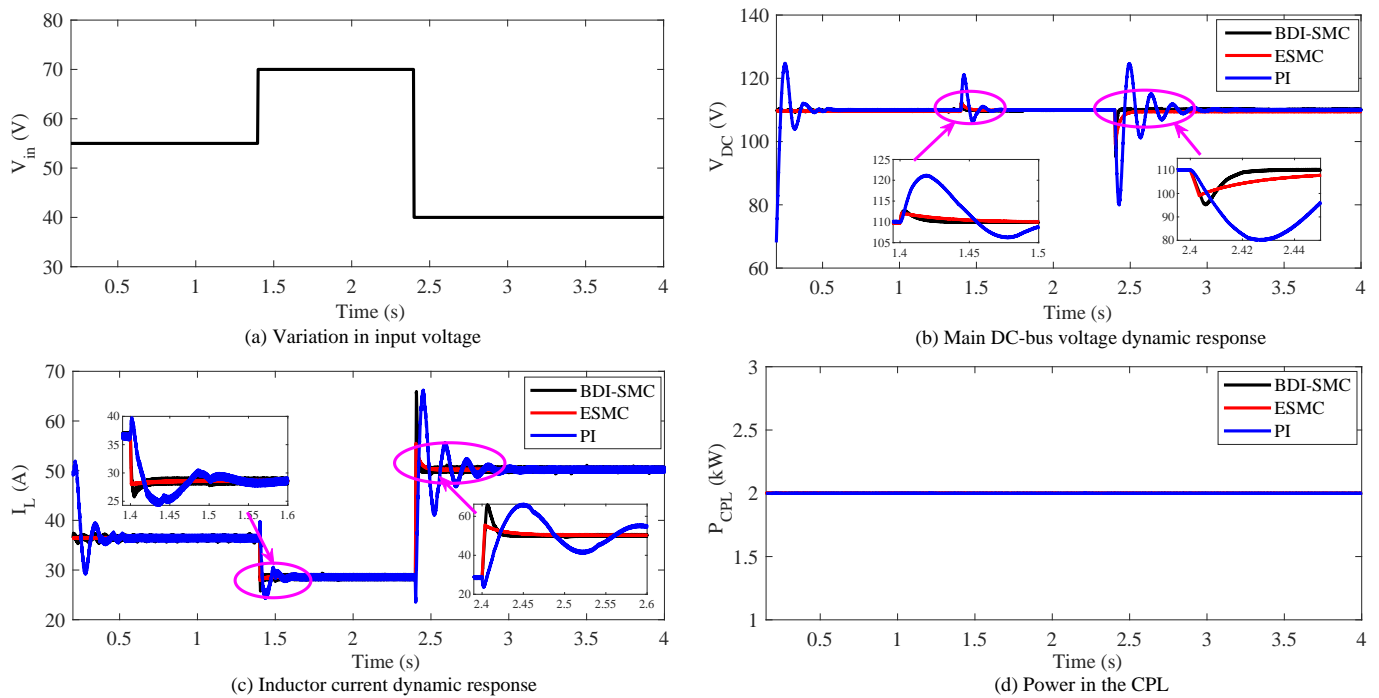 80
70
60
50
40
30
V_in (V)
0.5 1 1.5 2 2.5 3 3.5 4
Time (s)
(a) Variation in input voltage
140
120
100
80
60
V_DC (V)
BDI-SMC
ESMC
PI
125
120
115
110
105
1.4 1.45 1.5
110
100
90
80
2.4 2.42 2.44
0.5 1 1.5 2 2.5 3 3.5 4
Time (s)
(b) Main DC-bus voltage dynamic response
70
60
50
40
30
20
I_L (A)
BDI-SMC
ESMC
PI
40
35
30
25
1.4 1.45 1.5 1.55 1.6
60
40
20
2.4 2.45 2.5 2.55 2.6
0.5 1 1.5 2 2.5 3 3.5 4
Time (s)
(c) Inductor current dynamic response
3
2.5
2
1.5
1
P_CPL (kW)
BDI-SMC
ESMC
PI
0.5 1 1.5 2 2.5 3 3.5 4
Time (s)
(d) Power in the CPL